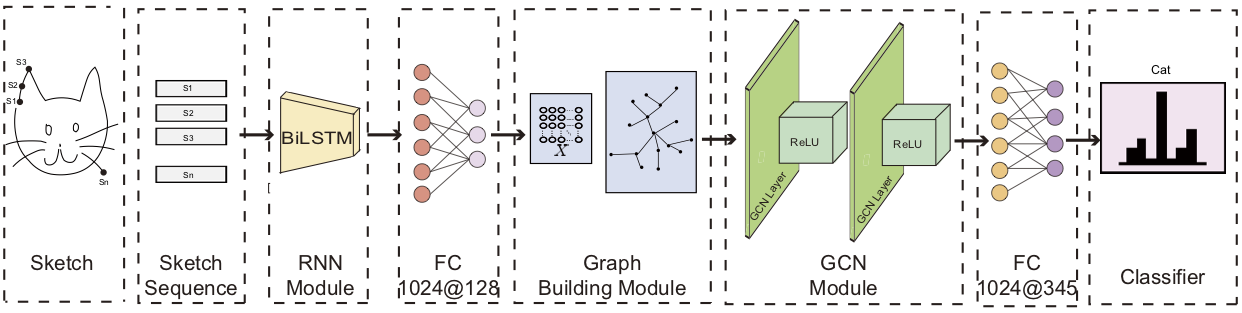 S3
S2
S1
Sn
Sketch
S1
S2
S3
Sn
Sketch
Sequence
BiLSTM
RNN
Module
FC
1024@128
X
Graph
Building Module
GCN Layer
ReLU
GCN Layer
ReLU
GCN
Module
FC
1024@345
Cat
Classifier